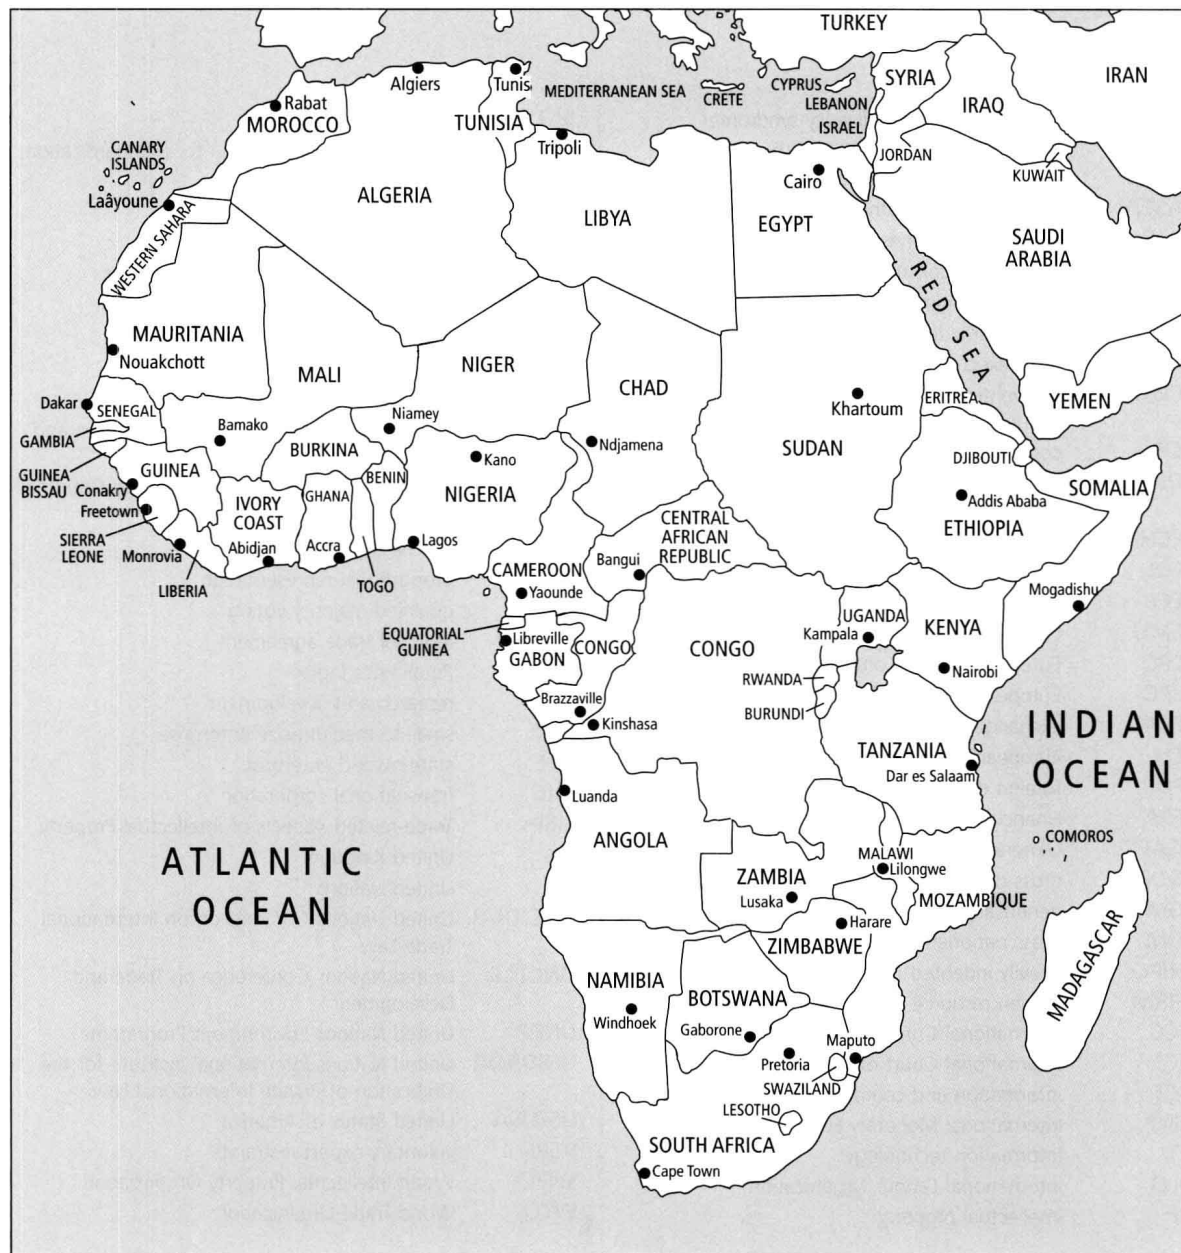 TURKEY
SYRIA
IRAN
CYPRUS
LEBANON
ISRAEL
IRAQ
JORDAN
KUWAIT
SAUDI
ARABIA
YEMEN
RED SEA
MEDITERRANEAN SEA
CRETE
Algiers
Tunis
Rabat
MOROCCO
TUNISIA
Tripoli
CANARY
ISLANDS
Laâyoune
WESTERN SAHARA
ALGERIA
LIBYA
Cairo
EGYPT
MAURITANIA
Nouakchott
MALI
NIGER
CHAD
Khartoum
SUDAN
ERITREA
Dakar
SENEGAL
GAMBIA
GUINEA
BISSAU
Bamako
Niamey
BURKINA
Ndjamena
Kano
NIGERIA
BENIN
GUINEA
Conakry
Freetown
SIERRA
LEONE
Monrovia
LIBERIA
IVORY
COAST
Abidjan
GHANA
Accra
TOGO
Lagos
DJIBOUTI
SOMALIA
Addis Ababa
ETHIOPIA
CENTRAL
AFRICAN
REPUBLIC
Bangui
CAMEROON
Yaounde
EQUATORIAL
GUINEA
Libreville
GABON
CONGO
Brazzaville
Kinshasa
CONGO
UGANDA
Kampala
KENYA
Nairobi
Mogadishu
RWANDA
BURUNDI
TANZANIA
Dar es Salaam
INDIAN
OCEAN
ATLANTIC
OCEAN
Luanda
ANGOLA
ZAMBIA
Lusaka
MALAWI
Lilongwe
COMOROS
MOZAMBIQUE
Harare
ZIMBABWE
MADAGASCAR
NAMIBIA
Windhoek
BOTSWANA
Gaborone
Pretoria
Maputo
SWAZILAND
LESOTHO
SOUTH AFRICA
Cape Town